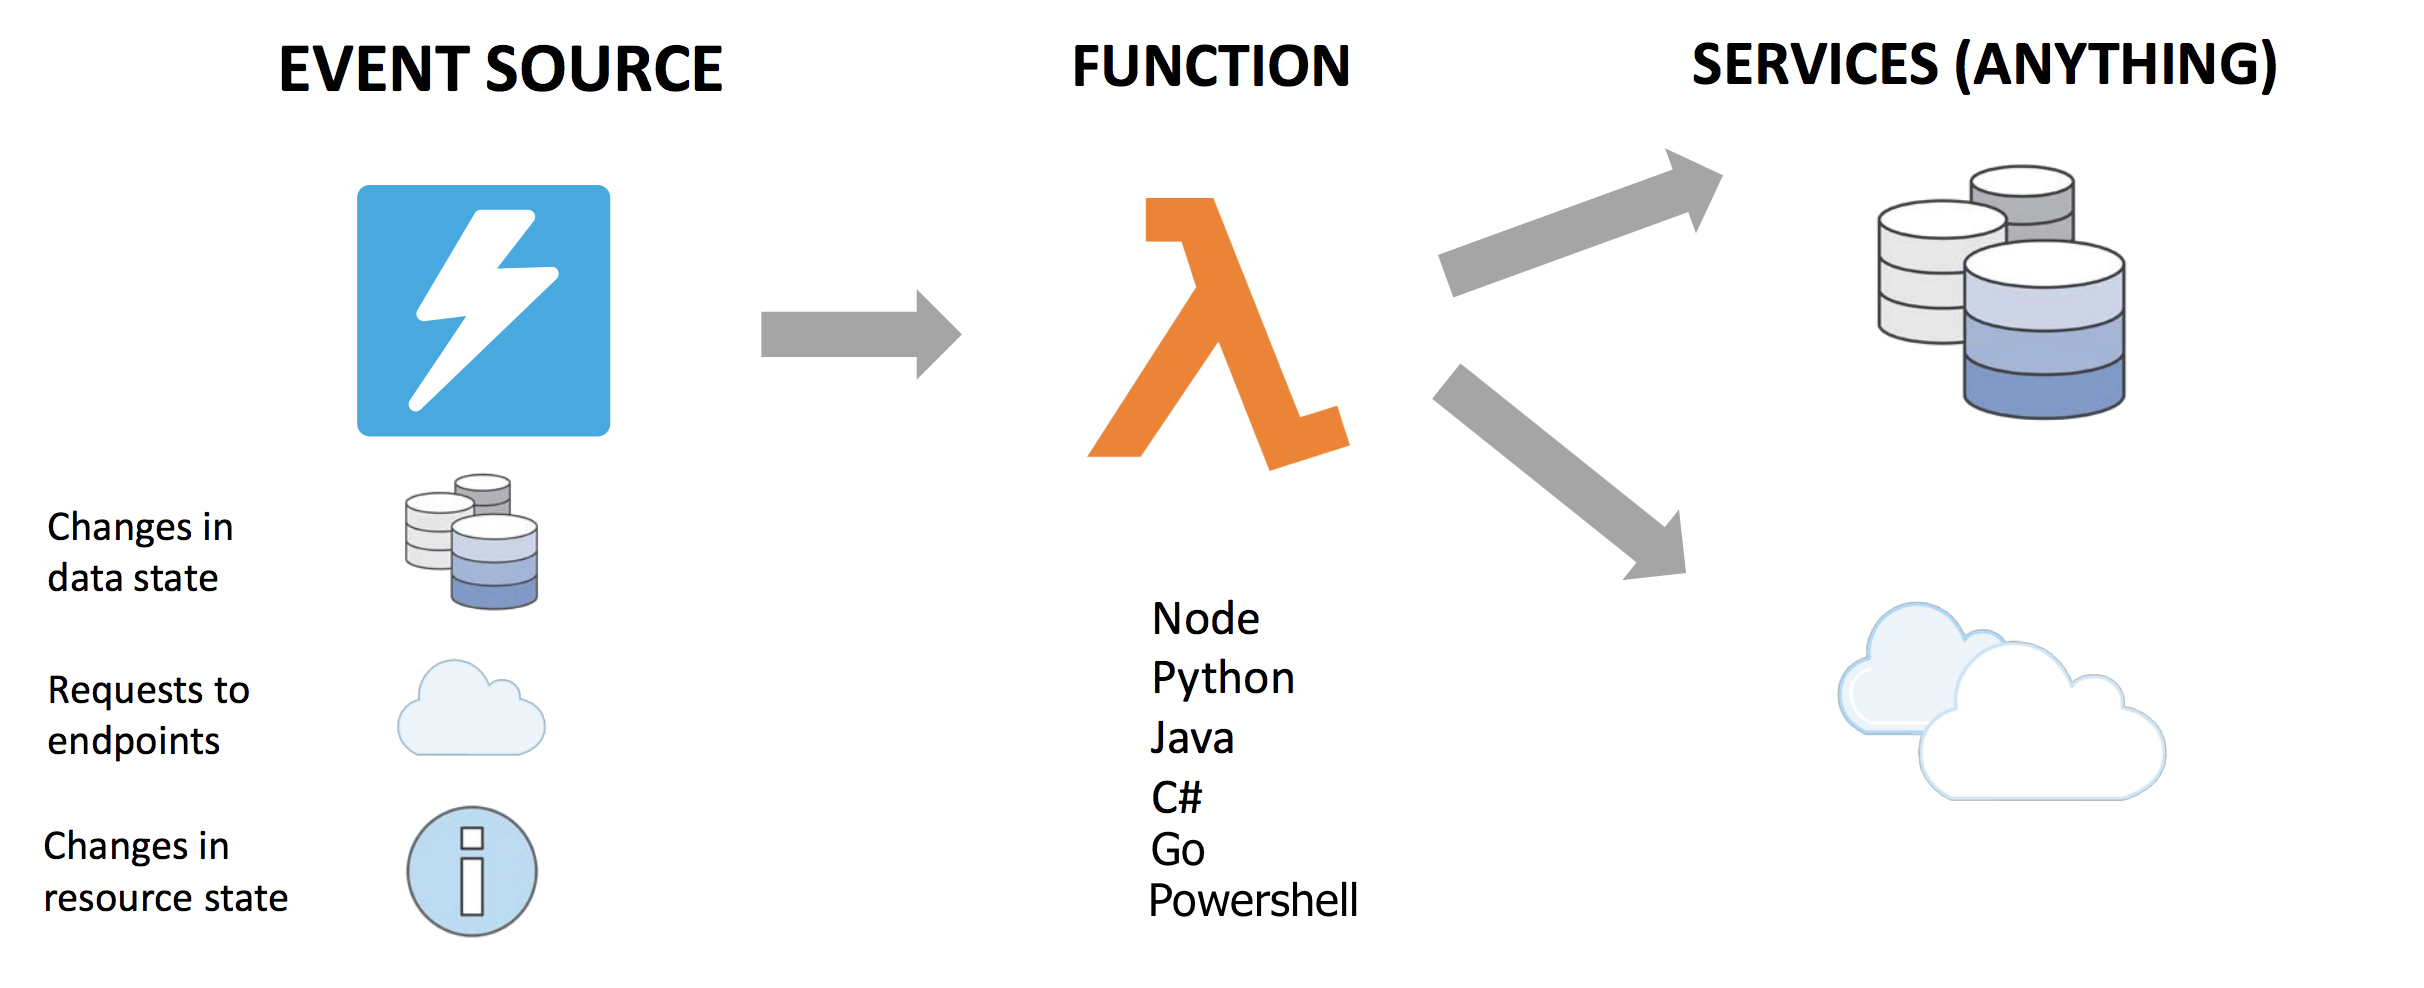 EVENT SOURCE
FUNCTION
SERVICES (ANYTHING)
Changes in
data state
Requests to
endpoints
Changes in
resource state
Node
Python
Java
C#
Go
Powershell